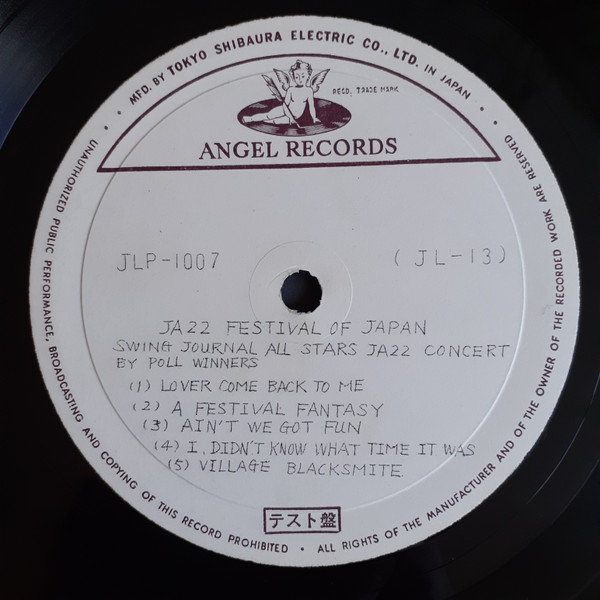 MFD. BY TOKYO SHIBAURA ELECTRIC CO., LTD. IN JAPAN
REGD. TRADE MARK
ANGEL RECORDS
JLP-1007 (JL-13)
JAZZ FESTIVAL OF JAPAN
SWING JOURNAL ALL STARS JAZZ CONCERT
BY POLL WINNERS
(1) LOVER COME BACK TO ME
(2) A FESTIVAL FANTASY
(3) AIN'T WE GOT FUN
(4) I, DIDN'T KNOW WHAT TIME IT WAS
(5) VILLAGE BLACKSMITE
テスト盤
UNAUTHORIZED PUBLIC PERFORMANCE, BROADCASTING AND COPYING OF THIS RECORD PROHIBITED • ALL RIGHTS OF THE MANUFACTURER AND OF THE OWNER OF THE RECORDED WORK ARE RESERVED